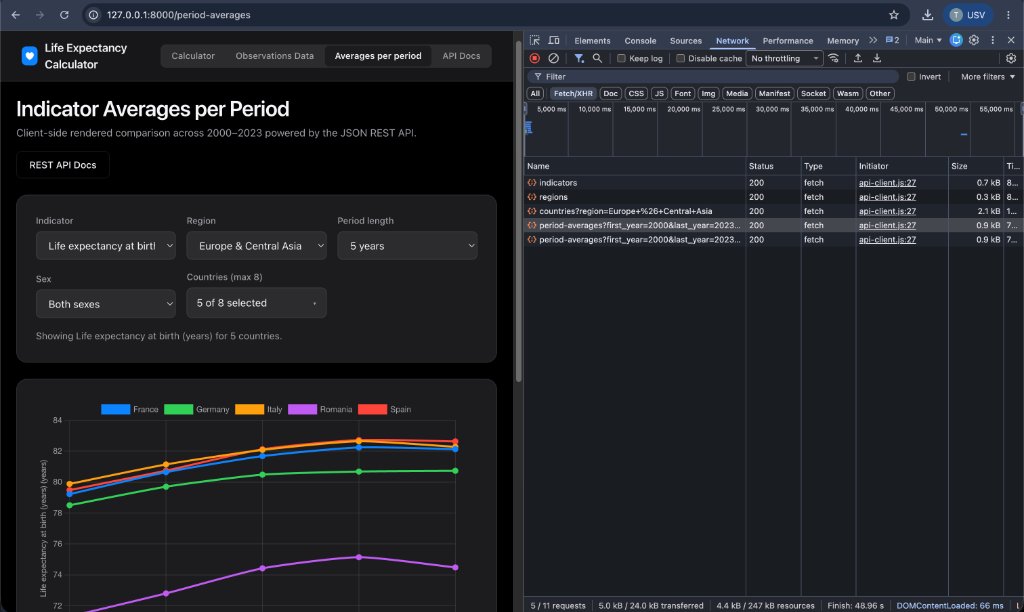 127.0.0.1:8000/period-averages
T USV
Life Expectancy
Calculator
Calculator Observations Data Averages per period API Docs
Indicator Averages per Period
Client-side rendered comparison across 2000–2023 powered by the JSON REST API.
REST API Docs
Indicator Region Period length
Life expectancy at birtl Europe & Central Asia 5 years
Sex Countries (max 8)
Both sexes 5 of 8 selected
Showing Life expectancy at birth (years) for 5 countries.
France Germany Italy Romania Spain
84
82
80
78
76
74
72
Life expectancy at birth (years) (years)
Elements Console Sources Network Performance Memory 2 Main
Keep log Disable cache No throttling
Filter Invert More filters
All Fetch/XHR Doc CSS JS Font Img Media Manifest Socket Wasm Other
5,000 ms 10,000 ms 15,000 ms 20,000 ms 25,000 ms 30,000 ms 35,000 ms 40,000 ms 45,000 ms 50,000 ms 55,000 ms
Name Status Type Initiator Size Ti...
indicators 200 fetch api-client.js:27 0.7 kB 8...
regions 200 fetch api-client.js:27 0.3 kB 8...
countries?region=Europe+%26+Central+Asia 200 fetch api-client.js:27 2.1 kB 1...
period-averages?first_year=2000&last_year=2023... 200 fetch api-client.js:27 0.9 kB 7...
period-averages?first_year=2000&last_year=2023... 200 fetch api-client.js:27 0.9 kB 7...
5 / 11 requests 5.0 kB / 24.0 kB transferred 4.4 kB / 247 kB resources Finish: 48.96 s DOMContentLoaded: 66 ms